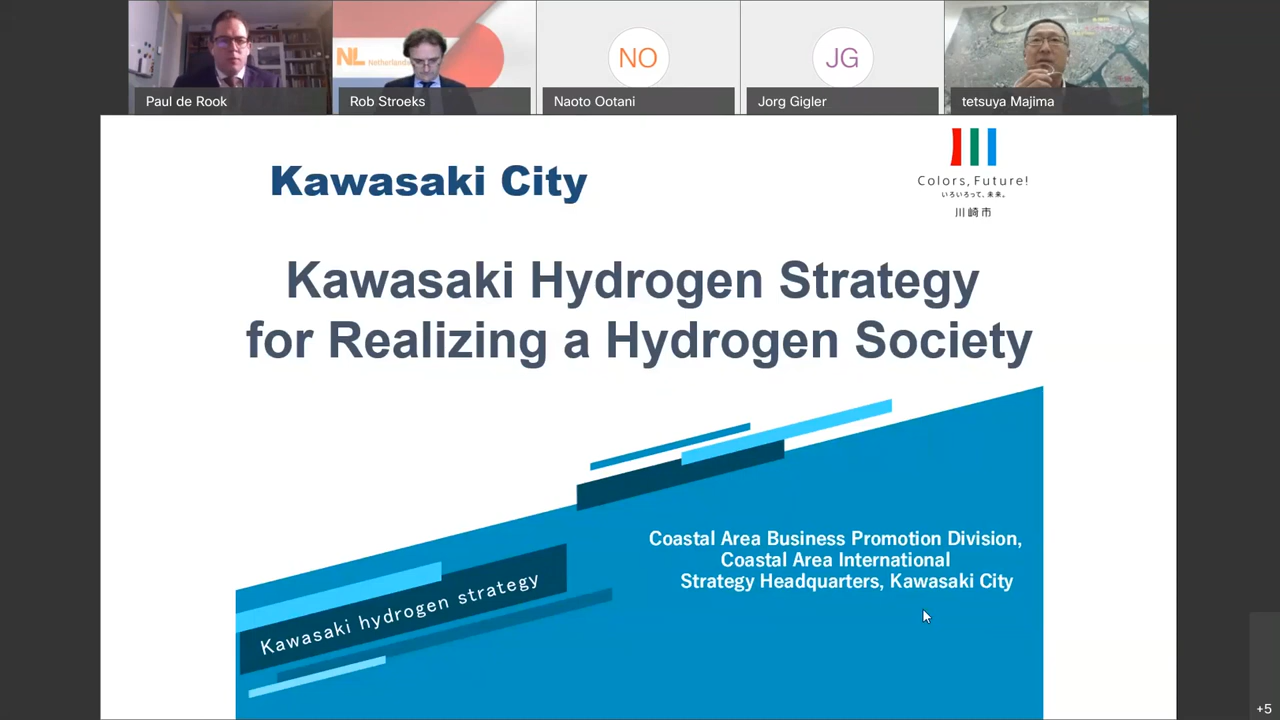 NL Netherlands
NO
JG
Paul de Rook
Rob Stroeks
Naoto Ootani
Jorg Gigler
tetsuya Majima
Kawasaki City
Colors, Future!
いろいろって、未来。
川崎市
Kawasaki Hydrogen Strategy
for Realizing a Hydrogen Society
Coastal Area Business Promotion Division,
Coastal Area International
Strategy Headquarters, Kawasaki City
Kawasaki hydrogen strategy
+5